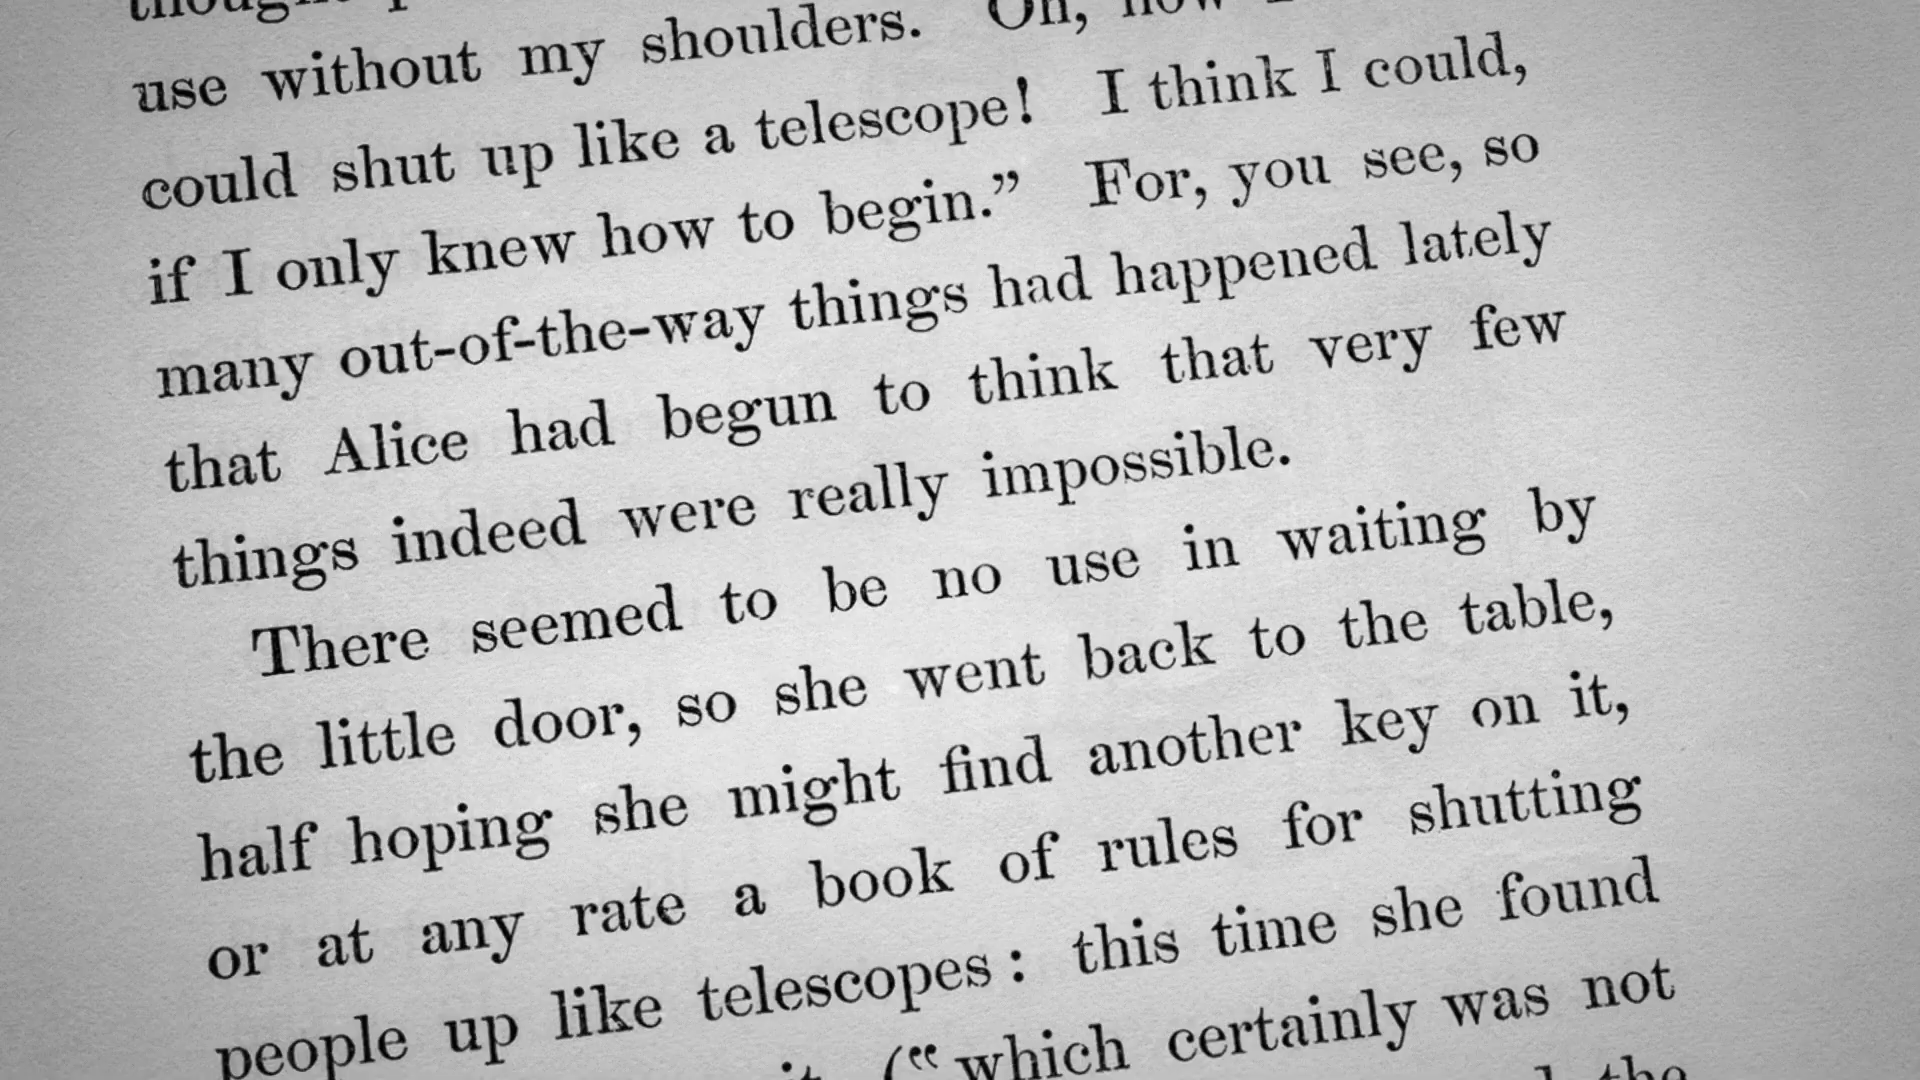 use without my shoulders. Oh,
could shut up like a telescope! I think I could,
if I only knew how to begin.” For, you see, so
many out-of-the-way things had happened lately
that Alice had begun to think that very few
things indeed were really impossible.
There seemed to be no use in waiting by
the little door, so she went back to the table,
half hoping she might find another key on it,
or at any rate a book of rules for shutting
people up like telescopes: this time she found
(“which certainly was not
the